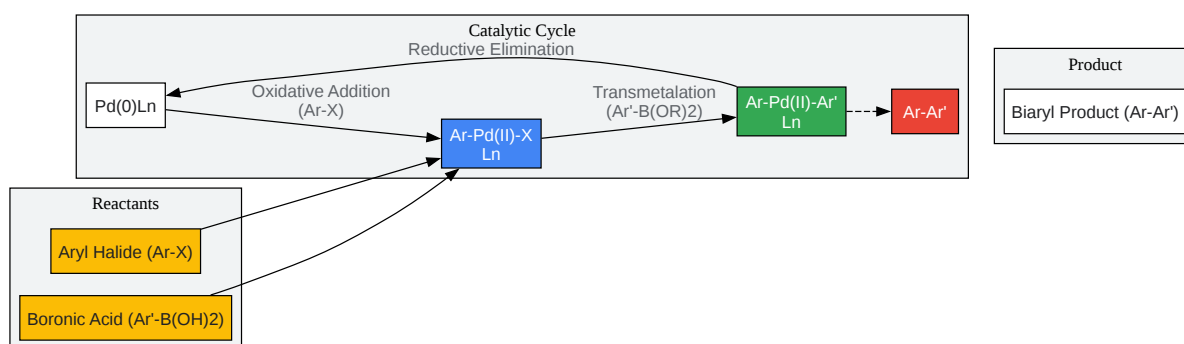 Catalytic Cycle
Reductive Elimination
Pd(0)Ln
Oxidative Addition
(Ar-X)
Ar-Pd(II)-X
Ln
Transmetalation
(Ar'-B(OR)2)
Ar-Pd(II)-Ar'
Ln
Ar-Ar'
Product
Biaryl Product (Ar-Ar')
Reactants
Aryl Halide (Ar-X)
Boronic Acid (Ar'-B(OH)2)